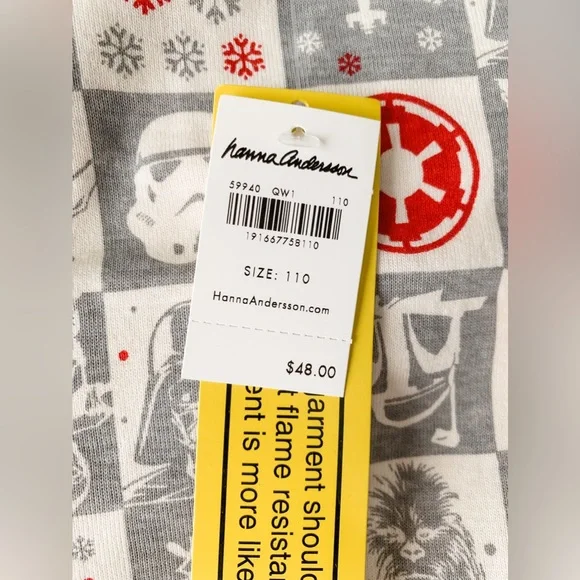 hanna Andersson
59940 QW1 110
191667758110
SIZE: 110
HannaAndersson.com
$48.00
garment shoul
t flame resista
ent is more like